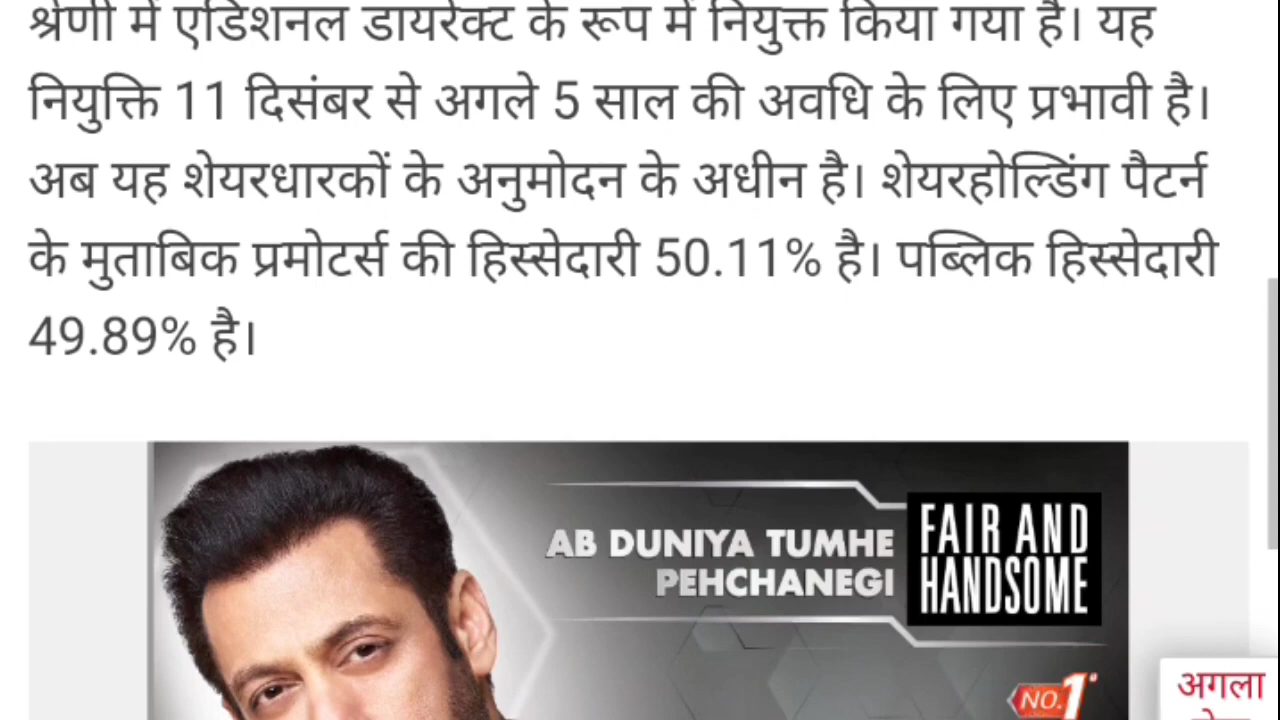 श्रेणी में एडिशनल डायरेक्ट के रूप में नियुक्त किया गया है। यह
नियुक्ति 11 दिसंबर से अगले 5 साल की अवधि के लिए प्रभावी है।
अब यह शेयरधारकों के अनुमोदन के अधीन है। शेयरहोल्डिंग पैटर्न
के मुताबिक प्रमोटर्स की हिस्सेदारी 50.11% है। पब्लिक हिस्सेदारी
49.89% है।
AB DUNIYA TUMHE
PEHCHANEGI
FAIR AND
HANDSOME
NO.1
अगला